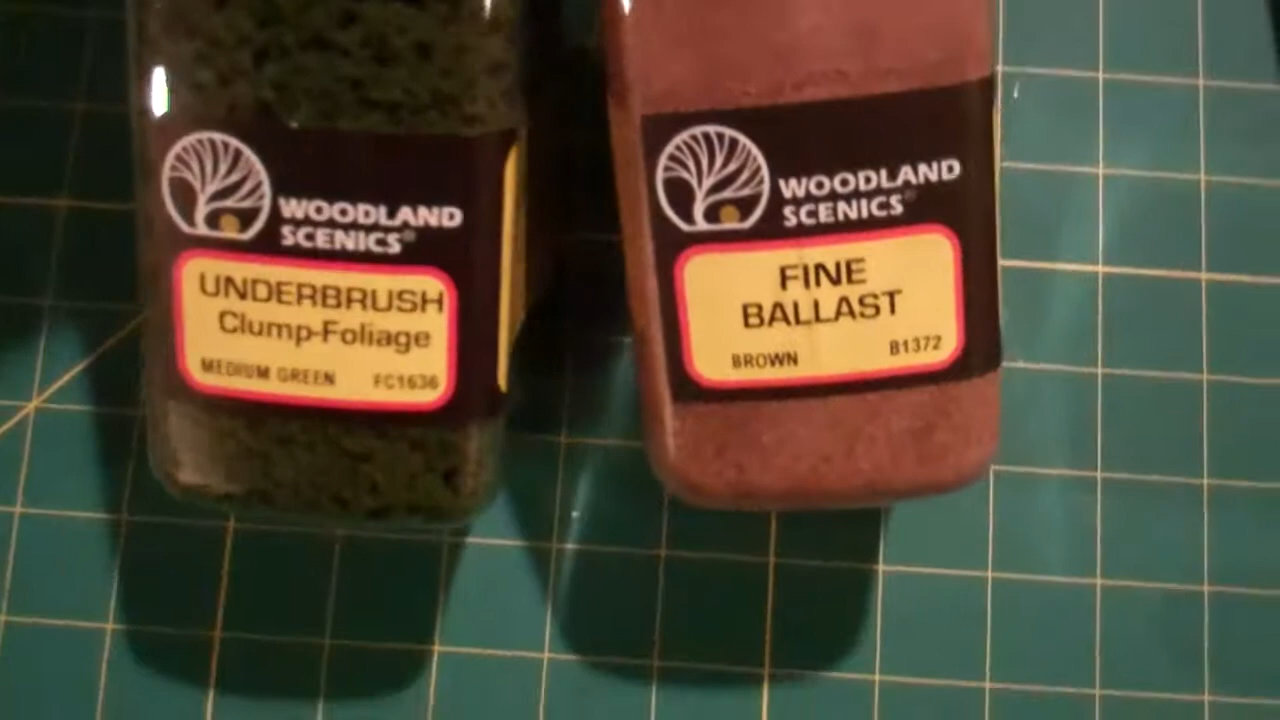 WOODLAND
SCENICS®
UNDERBRUSH
Clump-Foliage
MEDIUM GREEN FC1636
WOODLAND
SCENICS®
FINE
BALLAST
BROWN B1372